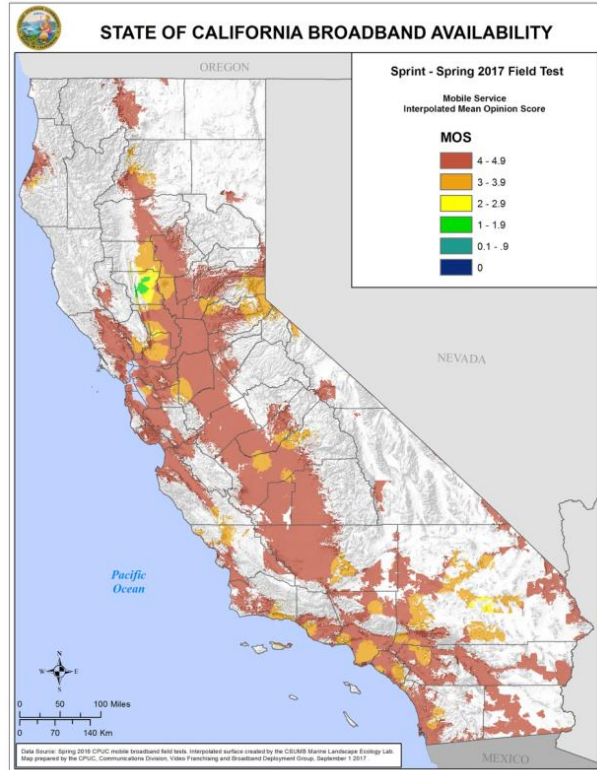 STATE OF CALIFORNIA BROADBAND AVAILABILITY
OREGON
Sprint - Spring 2017 Field Test
Mobile Service
Interpolated Mean Opinion Score
MOS
4 - 4.9
3 - 3.9
2 - 2.9
1 - 1.9
0.1 - .9
0
NEVADA
Pacific
Ocean
N
W
E
S
0 50 100 Miles
0 70 140 Km
MEXICO
Data Source: Spring 2016 CPUC mobile broadband field tests. Interpolated surface created by the CSUMB Marine Landscape Ecology Lab.
Map prepared by the CPUC, Communications Division, Video Franchising and Broadband Deployment Group, September 1 2017.